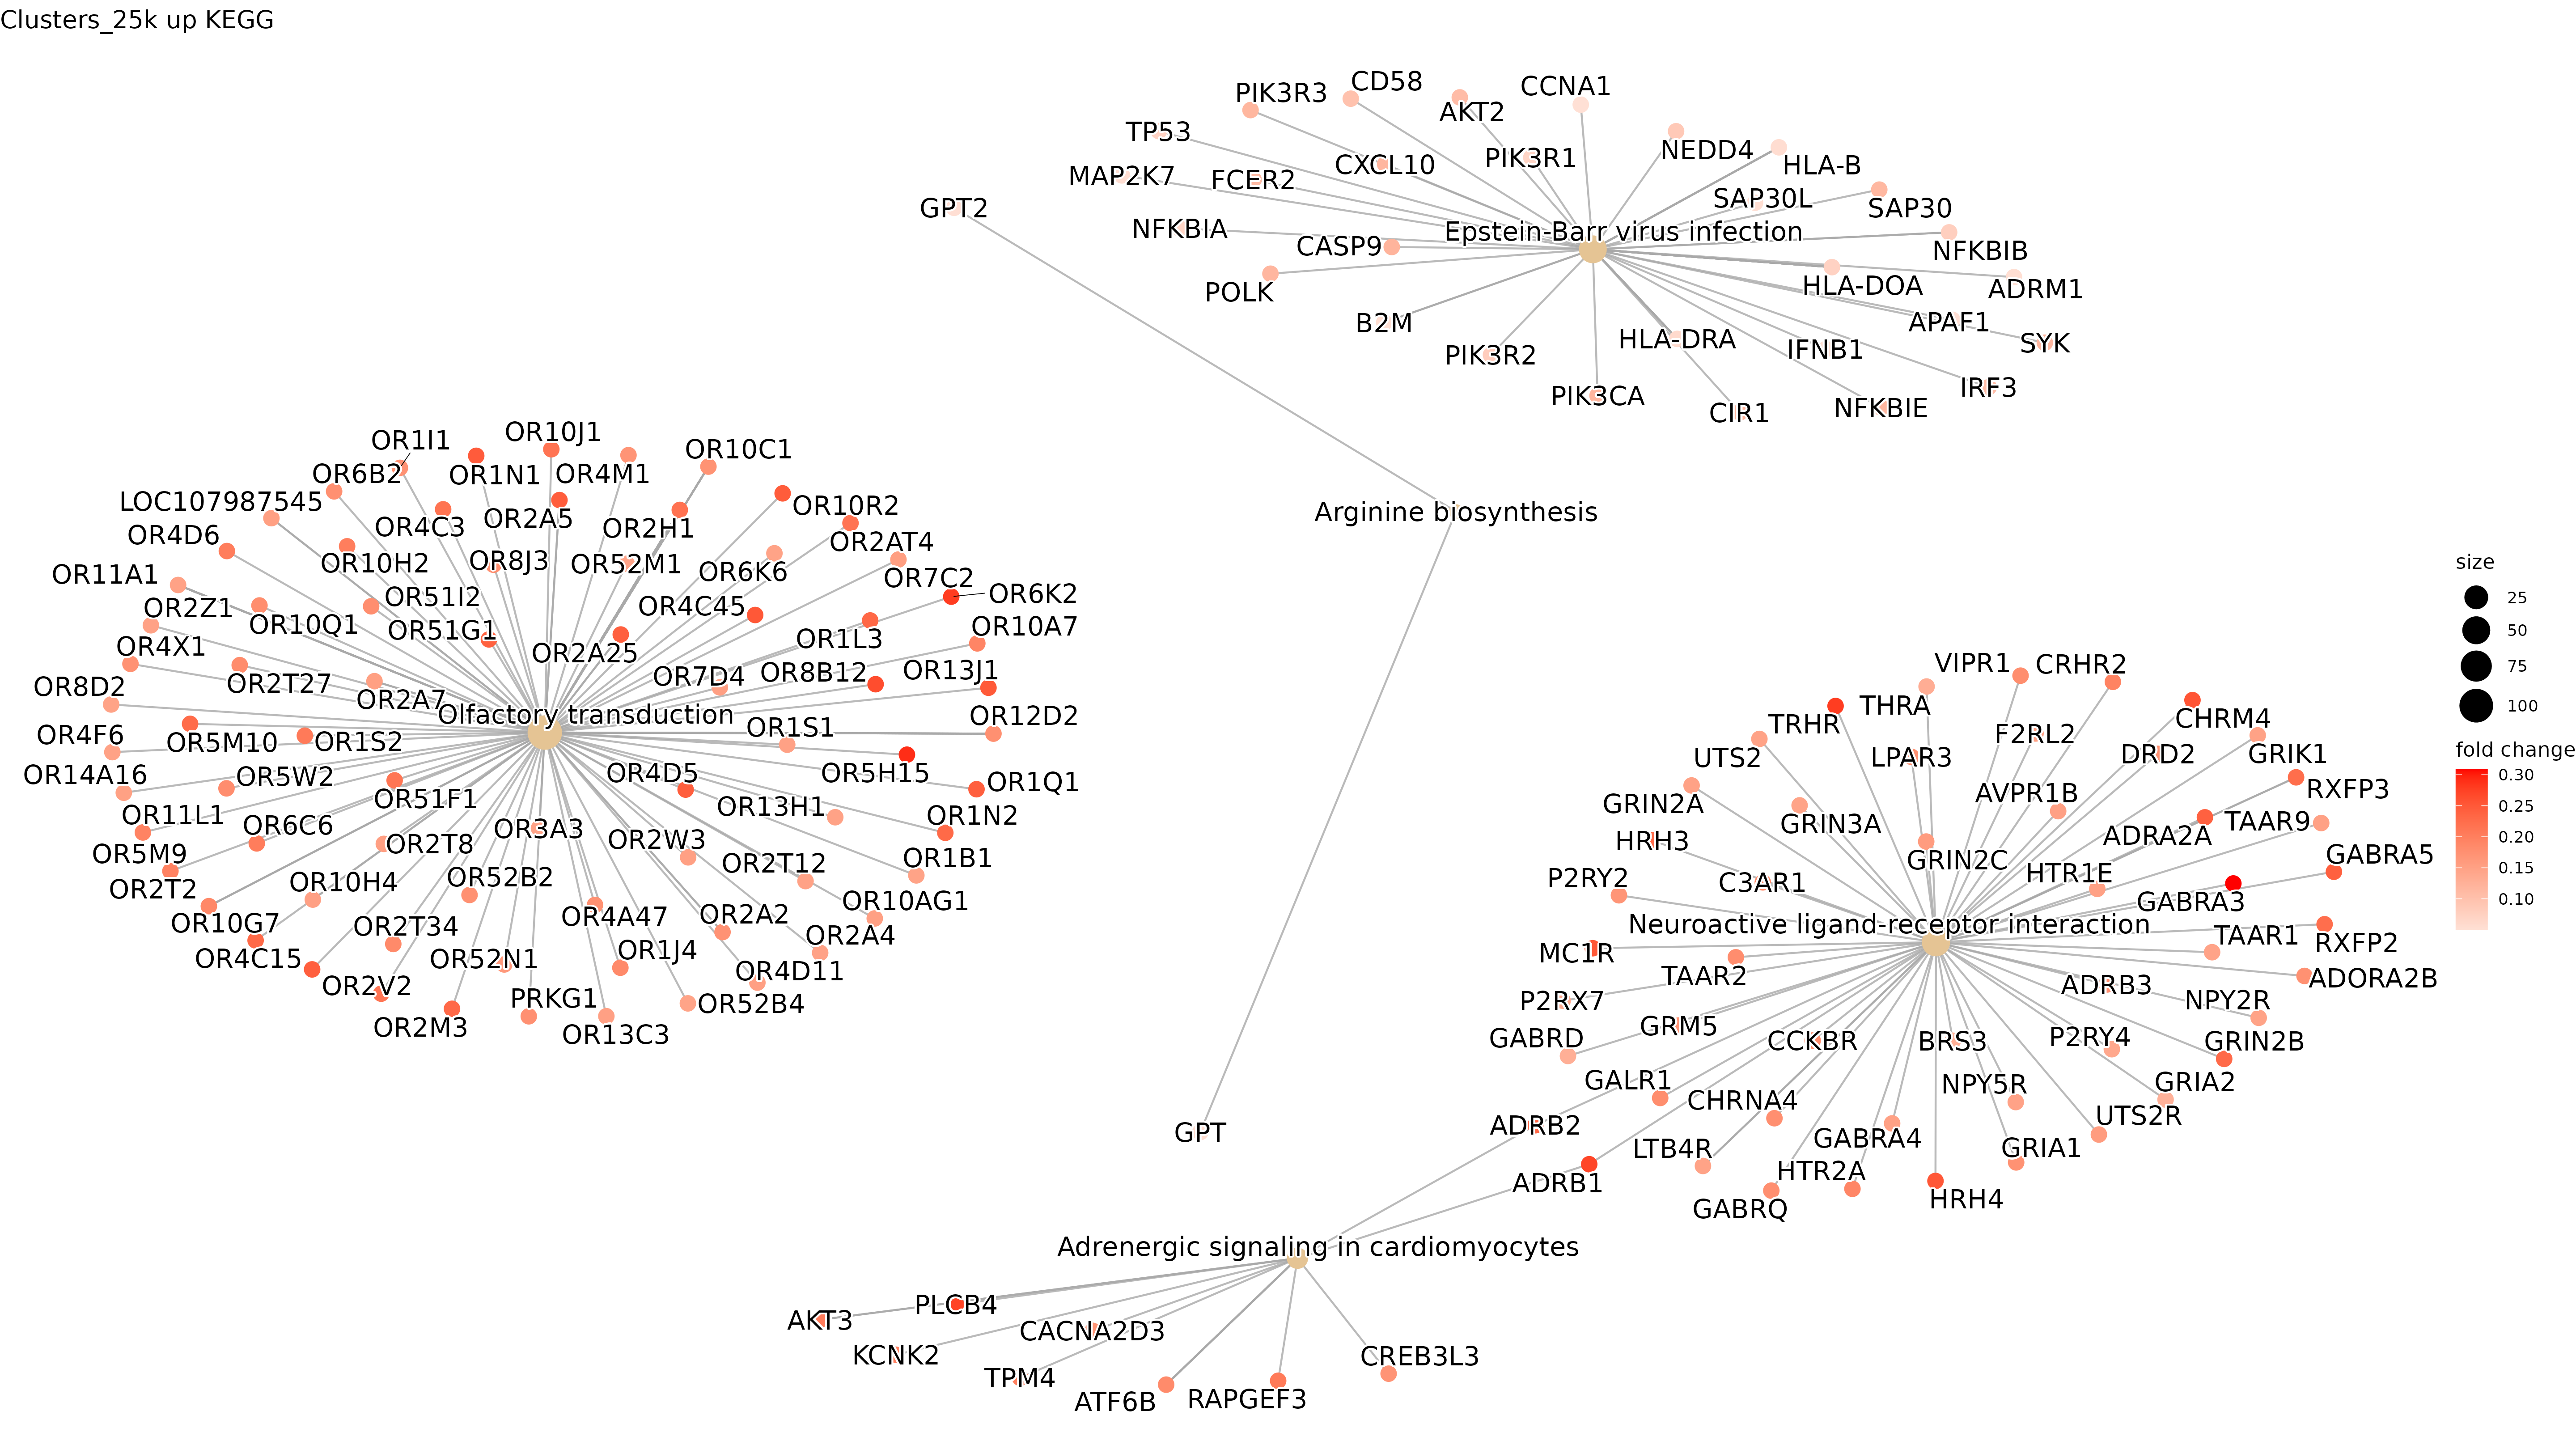 Clusters_25k up KEGG
PIK3R3
CD58
AKT2
CCNA1
TP53
CXCL10
PIK3R1
NEDD4
HLA-B
MAP2K7
FCER2
SAP30L
SAP30
GPT2
NFKBIA
CASP9
Epstein-Barr virus infection
NFKBIB
POLK
HLA-DOA
ADRM1
B2M
APAF1
SYK
PIK3R2
HLA-DRA
IFNB1
PIK3CA
CIR1
NFKBIE
IRF3
Arginine biosynthesis
OR1I1
OR10J1
OR10C1
OR6B2
OR1N1
OR4M1
LOC107987545
OR4C3
OR2A5
OR2H1
OR10R2
OR4D6
OR10H2
OR8J3
OR52M1
OR6K6
OR2AT4
OR11A1
OR51I2
OR7C2
OR2Z1
OR10Q1
OR51G1
OR4C45
OR6K2
OR4X1
OR2A25
OR1L3
OR10A7
OR8D2
OR2T27
OR2A7
OR7D4
OR8B12
OR13J1
Olfactory transduction
OR4F6
OR5M10
OR1S2
OR1S1
OR12D2
OR14A16
OR5W2
OR51F1
OR4D5
OR5H15
OR1Q1
OR11L1
OR6C6
OR3A3
OR13H1
OR1N2
OR5M9
OR2T8
OR2W3
OR2T12
OR1B1
OR2T2
OR10H4
OR52B2
OR10AG1
OR10G7
OR2T34
OR4A47
OR2A2
OR2A4
OR4C15
OR52N1
OR1J4
OR4D11
OR2V2
PRKG1
OR52B4
OR2M3
OR13C3
size
25
50
75
100
fold change
0.30
0.25
0.20
0.15
0.10
VIPR1
CRHR2
TRHR
THRA
CHRM4
UTS2
LPAR3
F2RL2
DRD2
GRIK1
GRIN2A
GRIN3A
AVPR1B
RXFP3
HRH3
GRIN2C
ADRA2A
TAAR9
P2RY2
C3AR1
HTR1E
GABRA5
GABRA3
Neuroactive ligand-receptor interaction
MC1R
TAAR2
TAAR1
RXFP2
P2RX7
ADRB3
ADORA2B
GABRD
GRM5
CCKBR
BRS3
NPY2R
P2RY4
GRIN2B
GALR1
CHRNA4
NPY5R
GRIA2
GPT
ADRB2
LTB4R
GABRA4
GRIA1
UTS2R
ADRB1
GABRQ
HTR2A
HRH4
Adrenergic signaling in cardiomyocytes
AKT3
PLCB4
KCNK2
CACNA2D3
TPM4
ATF6B
RAPGEF3
CREB3L3